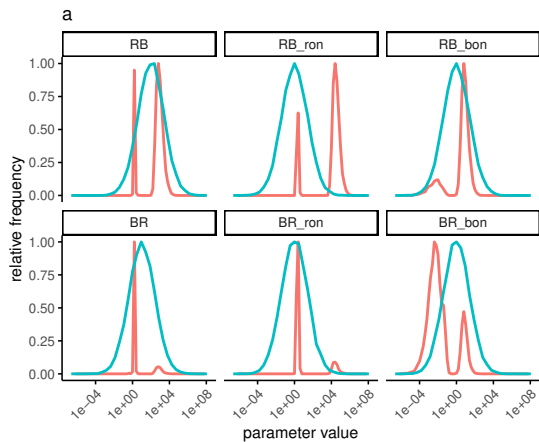 a
RB RB_ron RB_bon
1.00
0.75
0.50
0.25
0.00
BR BR_ron BR_bon
1.00
0.75
0.50
0.25
0.00
relative frequency
1e−04 1e+00 1e+04 1e+08 1e−04 1e+00 1e+04 1e+08 1e−04 1e+00 1e+04 1e+08
parameter value